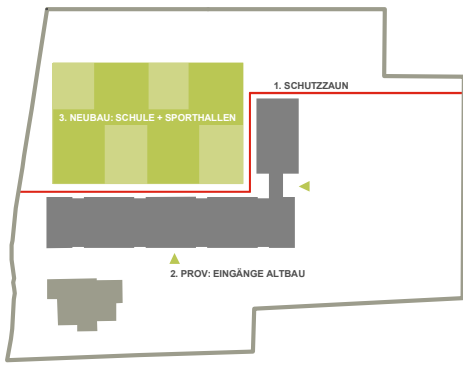 1. SCHUTZZAUN
3. NEUBAU: SCHULE + SPORTHALLEN
2. PROV: EINGÄNGE ALTBAU